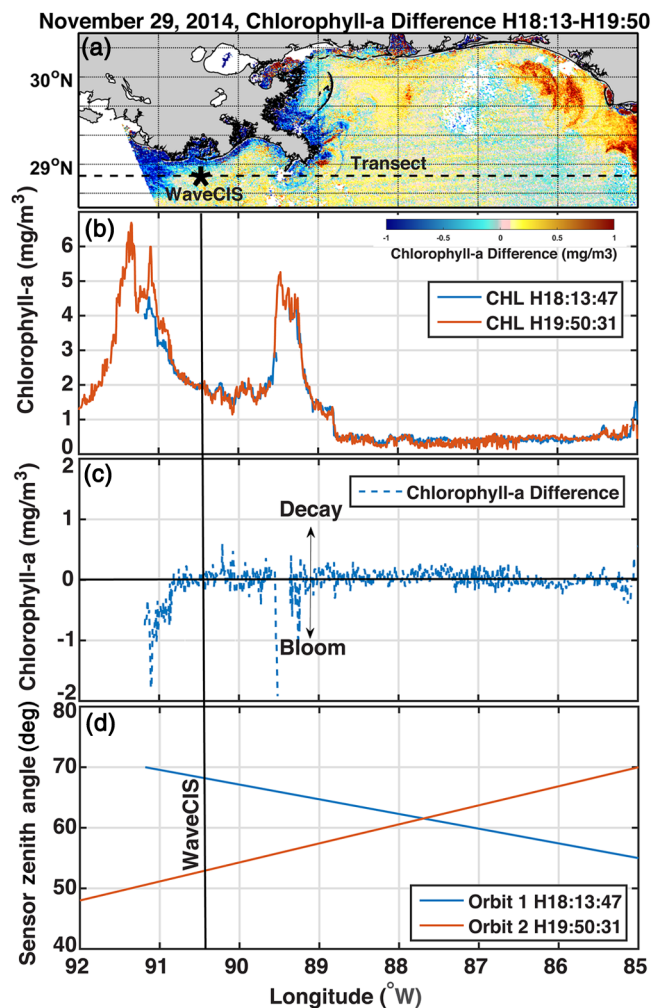 November 29, 2014, Chlorophyll-a Difference H18:13-H19:50
(a)
30°N
29°N
Transect
WaveCIS
-1 -0.5 0 0.5 1
Chlorophyll-a Difference (mg/m3)
(b)
Chlorophyll-a (mg/m³)
6
5
4
3
2
1
0
CHL H18:13:47
CHL H19:50:31
(c)
Chlorophyll-a (mg/m³)
2
1
0
-1
-2
Chlorophyll-a Difference
Decay
Bloom
(d)
Sensor zenith angle (deg)
80
70
60
50
40
WaveCIS
Orbit 1 H18:13:47
Orbit 2 H19:50:31
92 91 90 89 88 87 86 85
Longitude (°W)